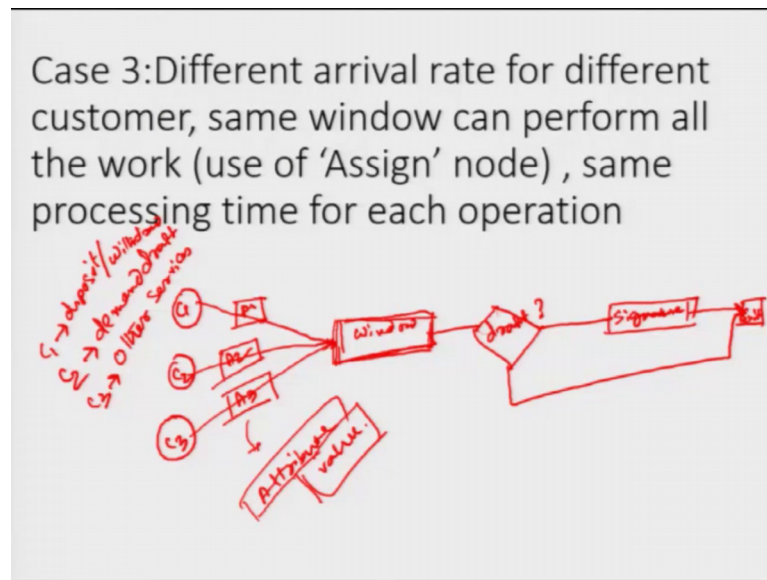 Case 3:Different arrival rate for different
customer, same window can perform all
the work (use of ‘Assign’ node) , same
processing time for each operation
C1 → deposit/withdraw
C2 → demand draft
C3 → other services
C1
A1
window
draft ?
Signature
C2
A2
C3
A3
Attribute
value.